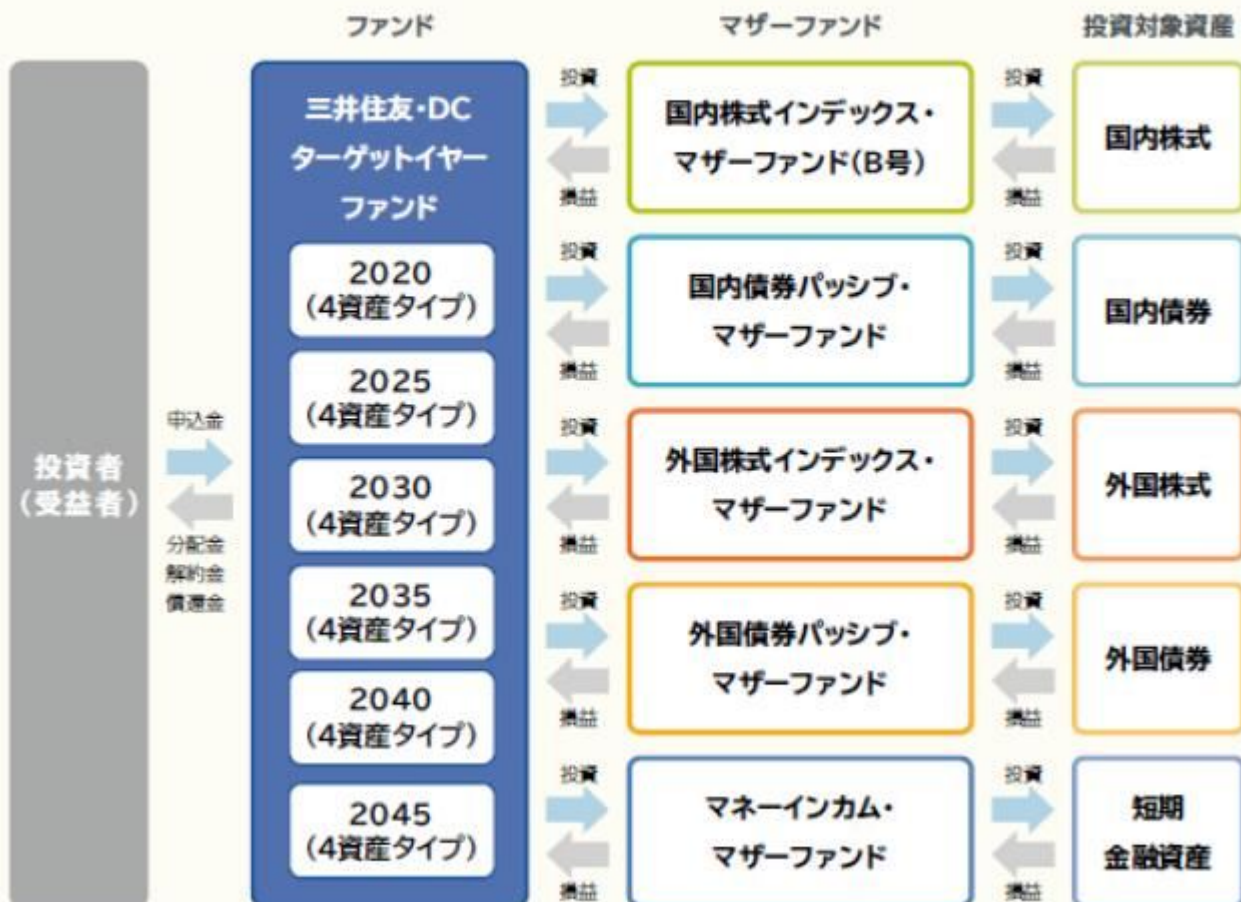 ファンド
マザーファンド
投資対象資産
投資者
(受益者)
申込金
分配金
解約金
償還金
三井住友・DC
ターゲットイヤー
ファンド
2020
(4資産タイプ)
2025
(4資産タイプ)
2030
(4資産タイプ)
2035
(4資産タイプ)
2040
(4資産タイプ)
2045
(4資産タイプ)
投資
損益
国内株式インデックス・
マザーファンド(B号)
投資
損益
国内株式
投資
損益
国内債券パッシブ・
マザーファンド
投資
損益
国内債券
投資
損益
外国株式インデックス・
マザーファンド
投資
損益
外国株式
投資
損益
外国債券パッシブ・
マザーファンド
投資
損益
外国債券
投資
損益
マネーインカム・
マザーファンド
投資
損益
短期
金融資産